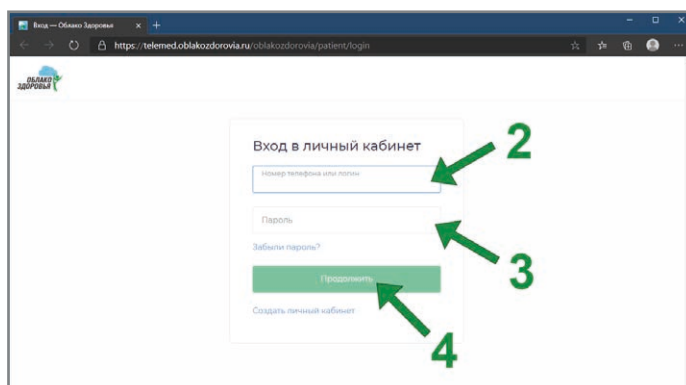 Вход — Облако Здоровья
https://telemed.oblakozdorovia.ru/oblakozdorovia/patient/login
ОБЛАКО
ЗДОРОВЬЯ
Вход в личный кабинет
2
Номер телефона или логин
Пароль
3
Забыли пароль?
Продолжить
Создать личный кабинет
4